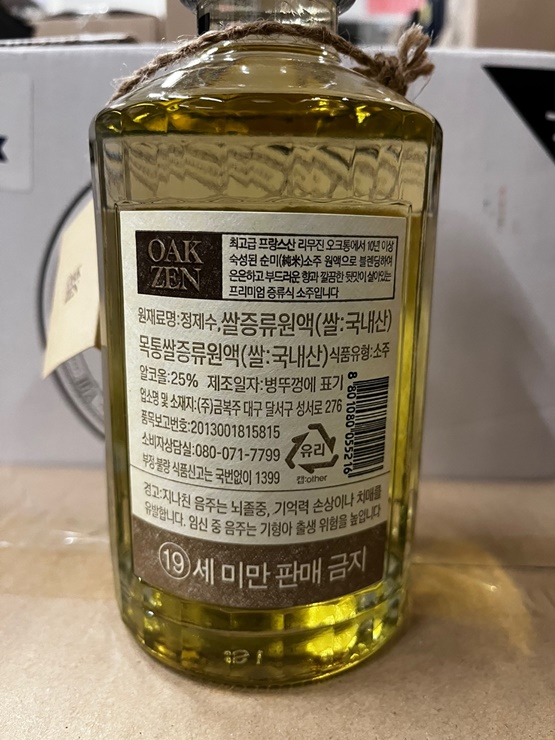 OAK
ZEN
최고급 프랑스산 리무진 오크통에서 10년 이상
숙성된 순미(純米)소주 원액으로 블렌딩하여
은은하고 부드러운 향과 깔끔한 뒷맛이 살아있는
프리미엄 증류식 소주입니다
원재료명:정제수,쌀증류원액(쌀:국내산)
목통쌀증류원액(쌀:국내산)식품유형:소주
알코올:25% 제조일자:병뚜껑에 표기
업소명 및 소재지:(주)금복주 대구 달서구 성서로 276
품목보고번호:2013001815815
소비자상담실:080-071-7799
부정·불량 식품신고는 국번없이 1399
유리
캡:other
8 801080 055216
경고:지나친 음주는 뇌졸중, 기억력 손상이나 치매를
유발합니다. 임신 중 음주는 기형아 출생 위험을 높입니다
19세 미만 판매 금지